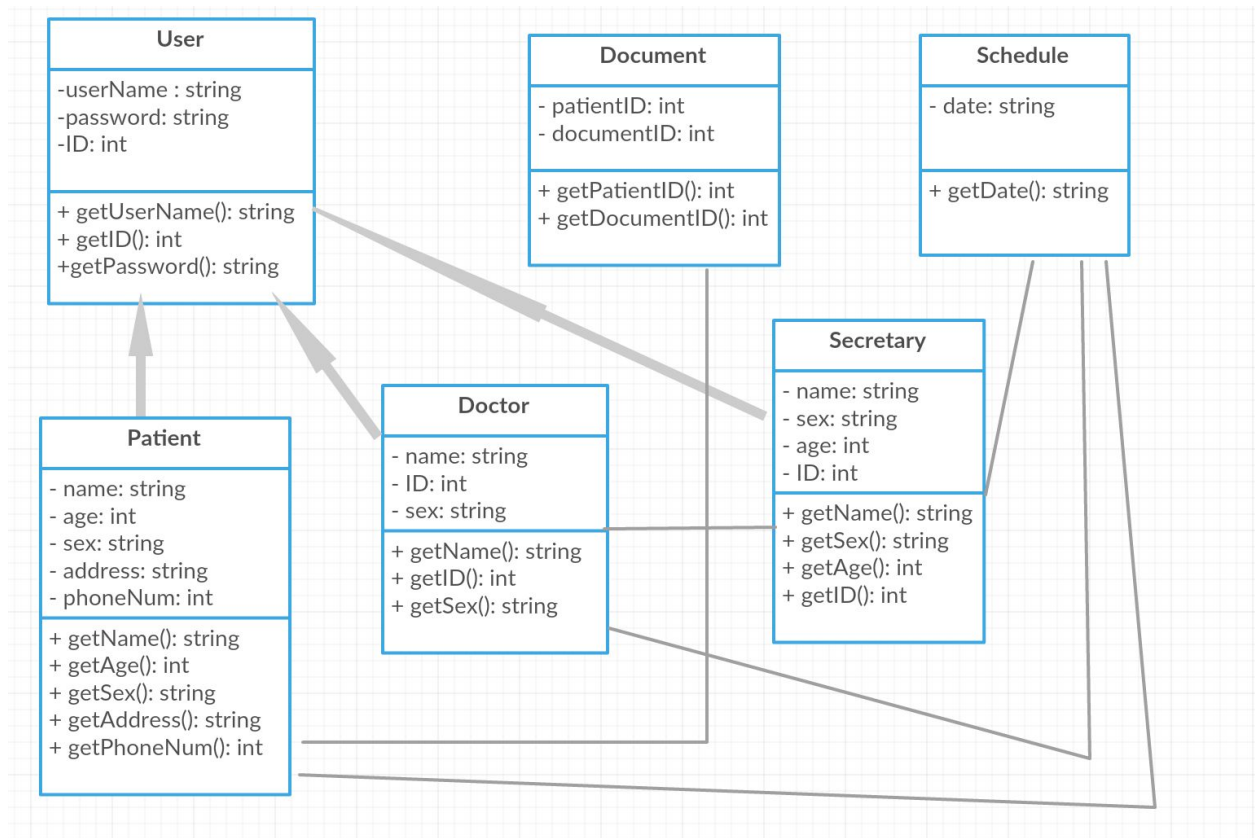 User
-userName : string
-password: string
-ID: int
+ getUserName(): string
+ getID(): int
+getPassword(): string
Document
- patientID: int
- documentID: int
+ getPatientID(): int
+ getDocumentID(): int
Schedule
- date: string
+ getDate(): string
Secretary
- name: string
- sex: string
- age: int
- ID: int
+ getName(): string
+ getSex(): string
+ getAge(): int
+ getID(): int
Doctor
- name: string
- ID: int
- sex: string
+ getName(): string
+ getID(): int
+ getSex(): string
Patient
- name: string
- age: int
- sex: string
- address: string
- phoneNum: int
+ getName(): string
+ getAge(): int
+ getSex(): string
+ getAddress(): string
+ getPhoneNum(): int